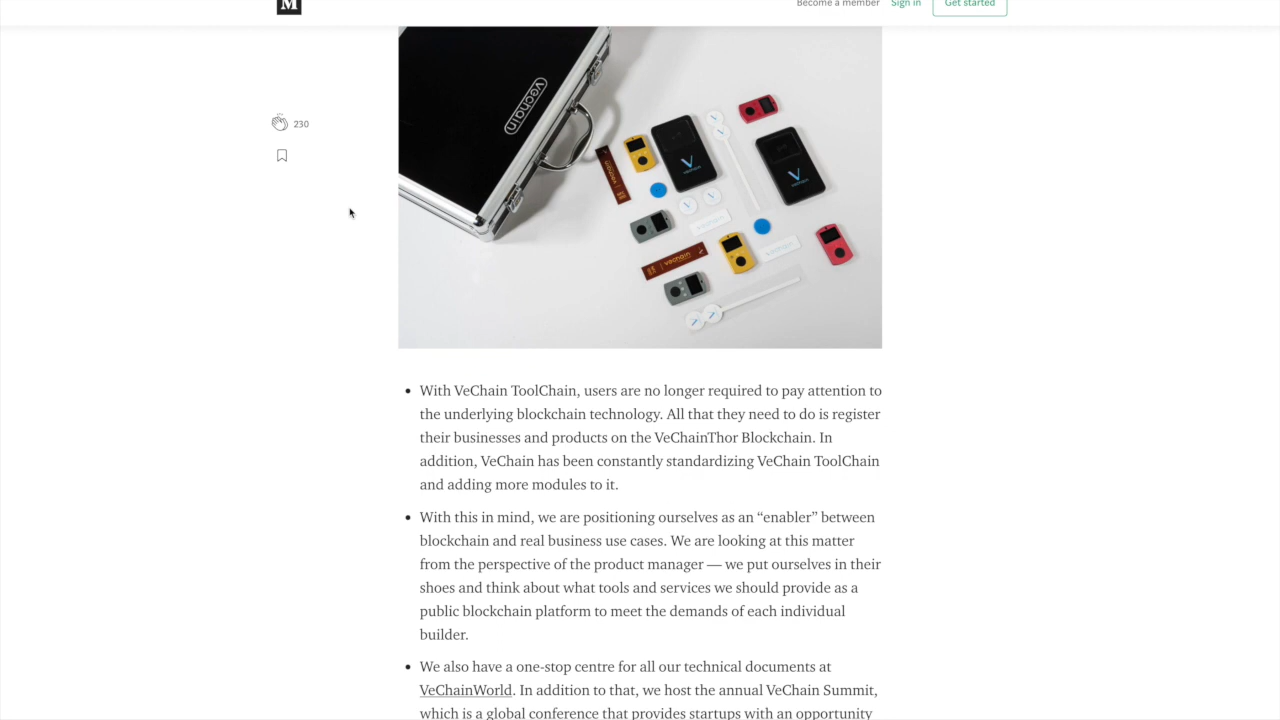 M
Become a member Sign in Get started
230
vechain
vechain
vechain
vechain
vechain
With VeChain ToolChain, users are no longer required to pay attention to
the underlying blockchain technology. All that they need to do is register
their businesses and products on the VeChainThor Blockchain. In
addition, VeChain has been constantly standardizing VeChain ToolChain
and adding more modules to it.
With this in mind, we are positioning ourselves as an “enabler” between
blockchain and real business use cases. We are looking at this matter
from the perspective of the product manager — we put ourselves in their
shoes and think about what tools and services we should provide as a
public blockchain platform to meet the demands of each individual
builder.
We also have a one-stop centre for all our technical documents at
VeChainWorld. In addition to that, we host the annual VeChain Summit,
which is a global conference that provides startups with an opportunity